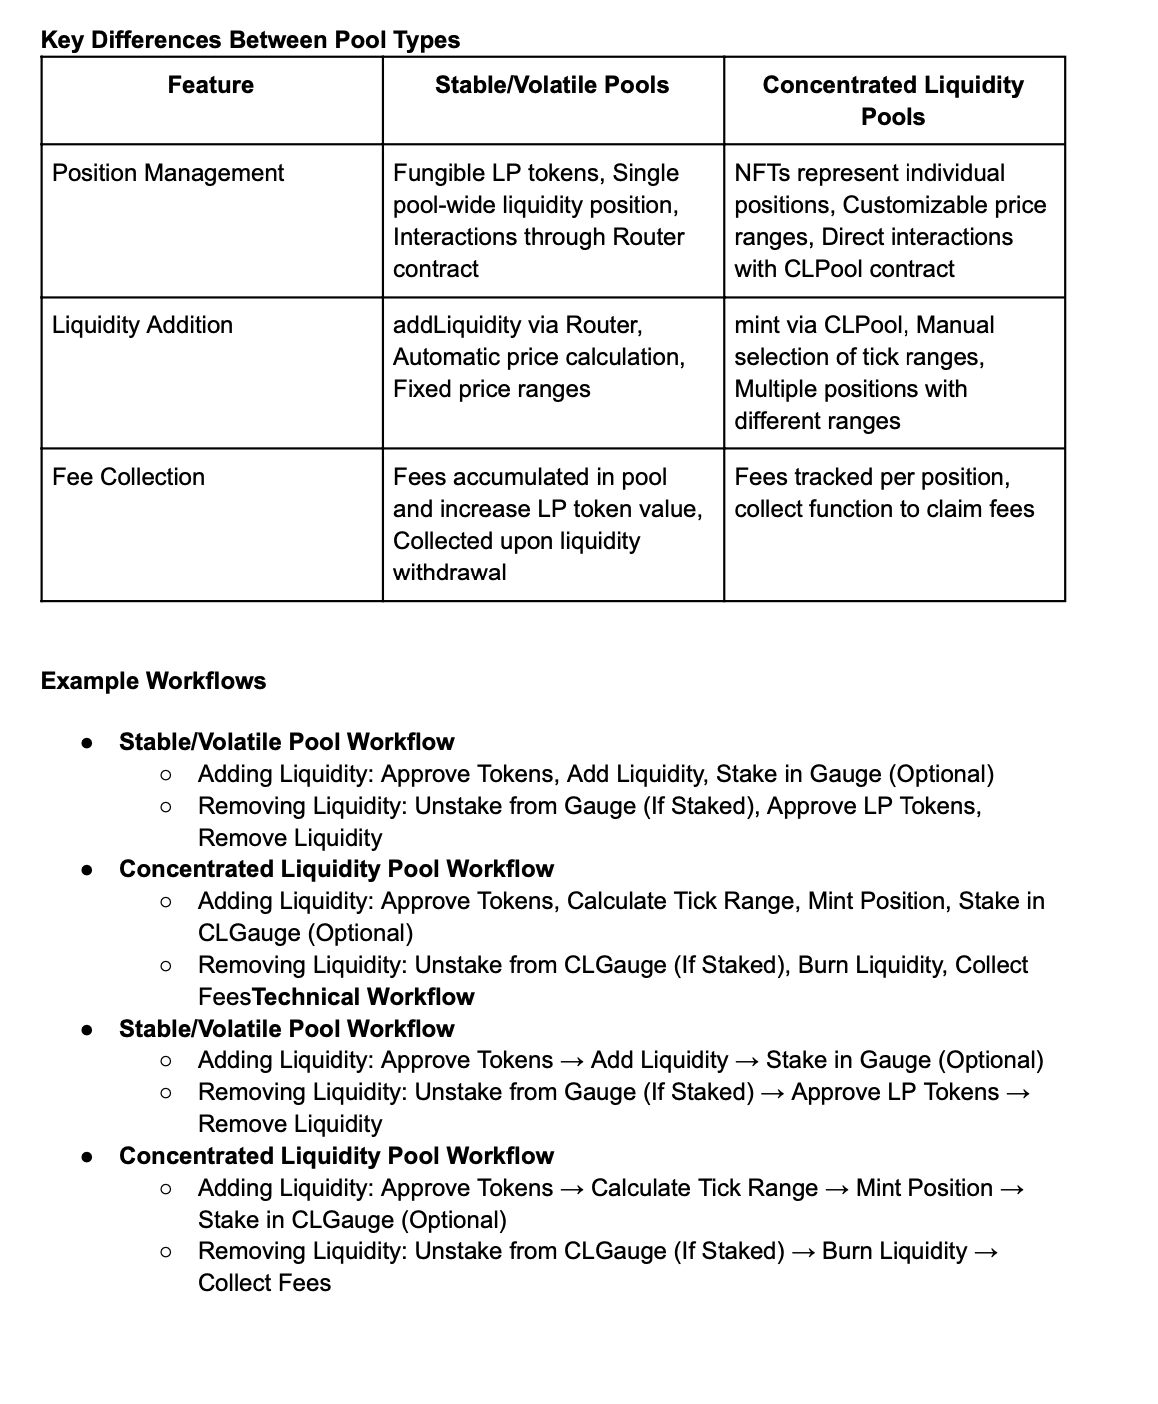 Key Differences Between Pool Types
Feature
Stable/Volatile Pools
Concentrated Liquidity
Pools
Position Management
Fungible LP tokens, Single
pool-wide liquidity position,
Interactions through Router
contract
NFTs represent individual
positions, Customizable price
ranges, Direct interactions
with CLPool contract
Liquidity Addition
addLiquidity via Router,
Automatic price calculation,
Fixed price ranges
mint via CLPool, Manual
selection of tick ranges,
Multiple positions with
different ranges
Fee Collection
Fees accumulated in pool
and increase LP token value,
Collected upon liquidity
withdrawal
Fees tracked per position,
collect function to claim fees
Example Workflows
● Stable/Volatile Pool Workflow
○ Adding Liquidity: Approve Tokens, Add Liquidity, Stake in Gauge (Optional)
○ Removing Liquidity: Unstake from Gauge (If Staked), Approve LP Tokens,
Remove Liquidity
● Concentrated Liquidity Pool Workflow
○ Adding Liquidity: Approve Tokens, Calculate Tick Range, Mint Position, Stake in
CLGauge (Optional)
○ Removing Liquidity: Unstake from CLGauge (If Staked), Burn Liquidity, Collect
FeesTechnical Workflow
● Stable/Volatile Pool Workflow
○ Adding Liquidity: Approve Tokens → Add Liquidity → Stake in Gauge (Optional)
○ Removing Liquidity: Unstake from Gauge (If Staked) → Approve LP Tokens →
Remove Liquidity
● Concentrated Liquidity Pool Workflow
○ Adding Liquidity: Approve Tokens → Calculate Tick Range → Mint Position →
Stake in CLGauge (Optional)
○ Removing Liquidity: Unstake from CLGauge (If Staked) → Burn Liquidity →
Collect Fees